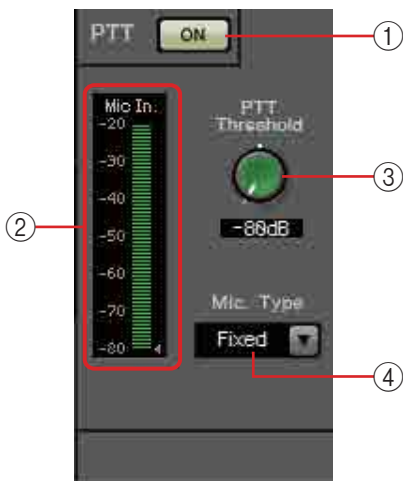 PTT ON
①
Mic In.
-20
-30
-40
-50
-60
-70
-80
②
PTT
Threshold
③
-80dB
Mic. Type
Fixed
④